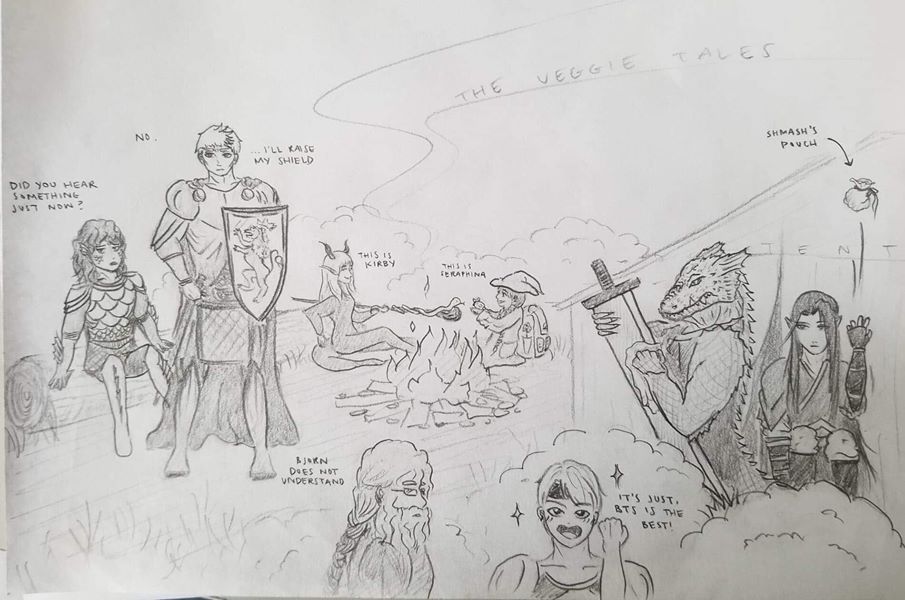 THE VEGGIE TALES
SHMASH'S
POUCH
NO.
... I'LL RAISE
MY SHIELD
DID YOU HEAR
SOMETHING
JUST NOW?
THIS IS
KIRBY
THIS IS
SERAPHINA
TENT
BJORN
DOES NOT
UNDERSTAND
IT'S JUST,
BTS IS THE
BEST!